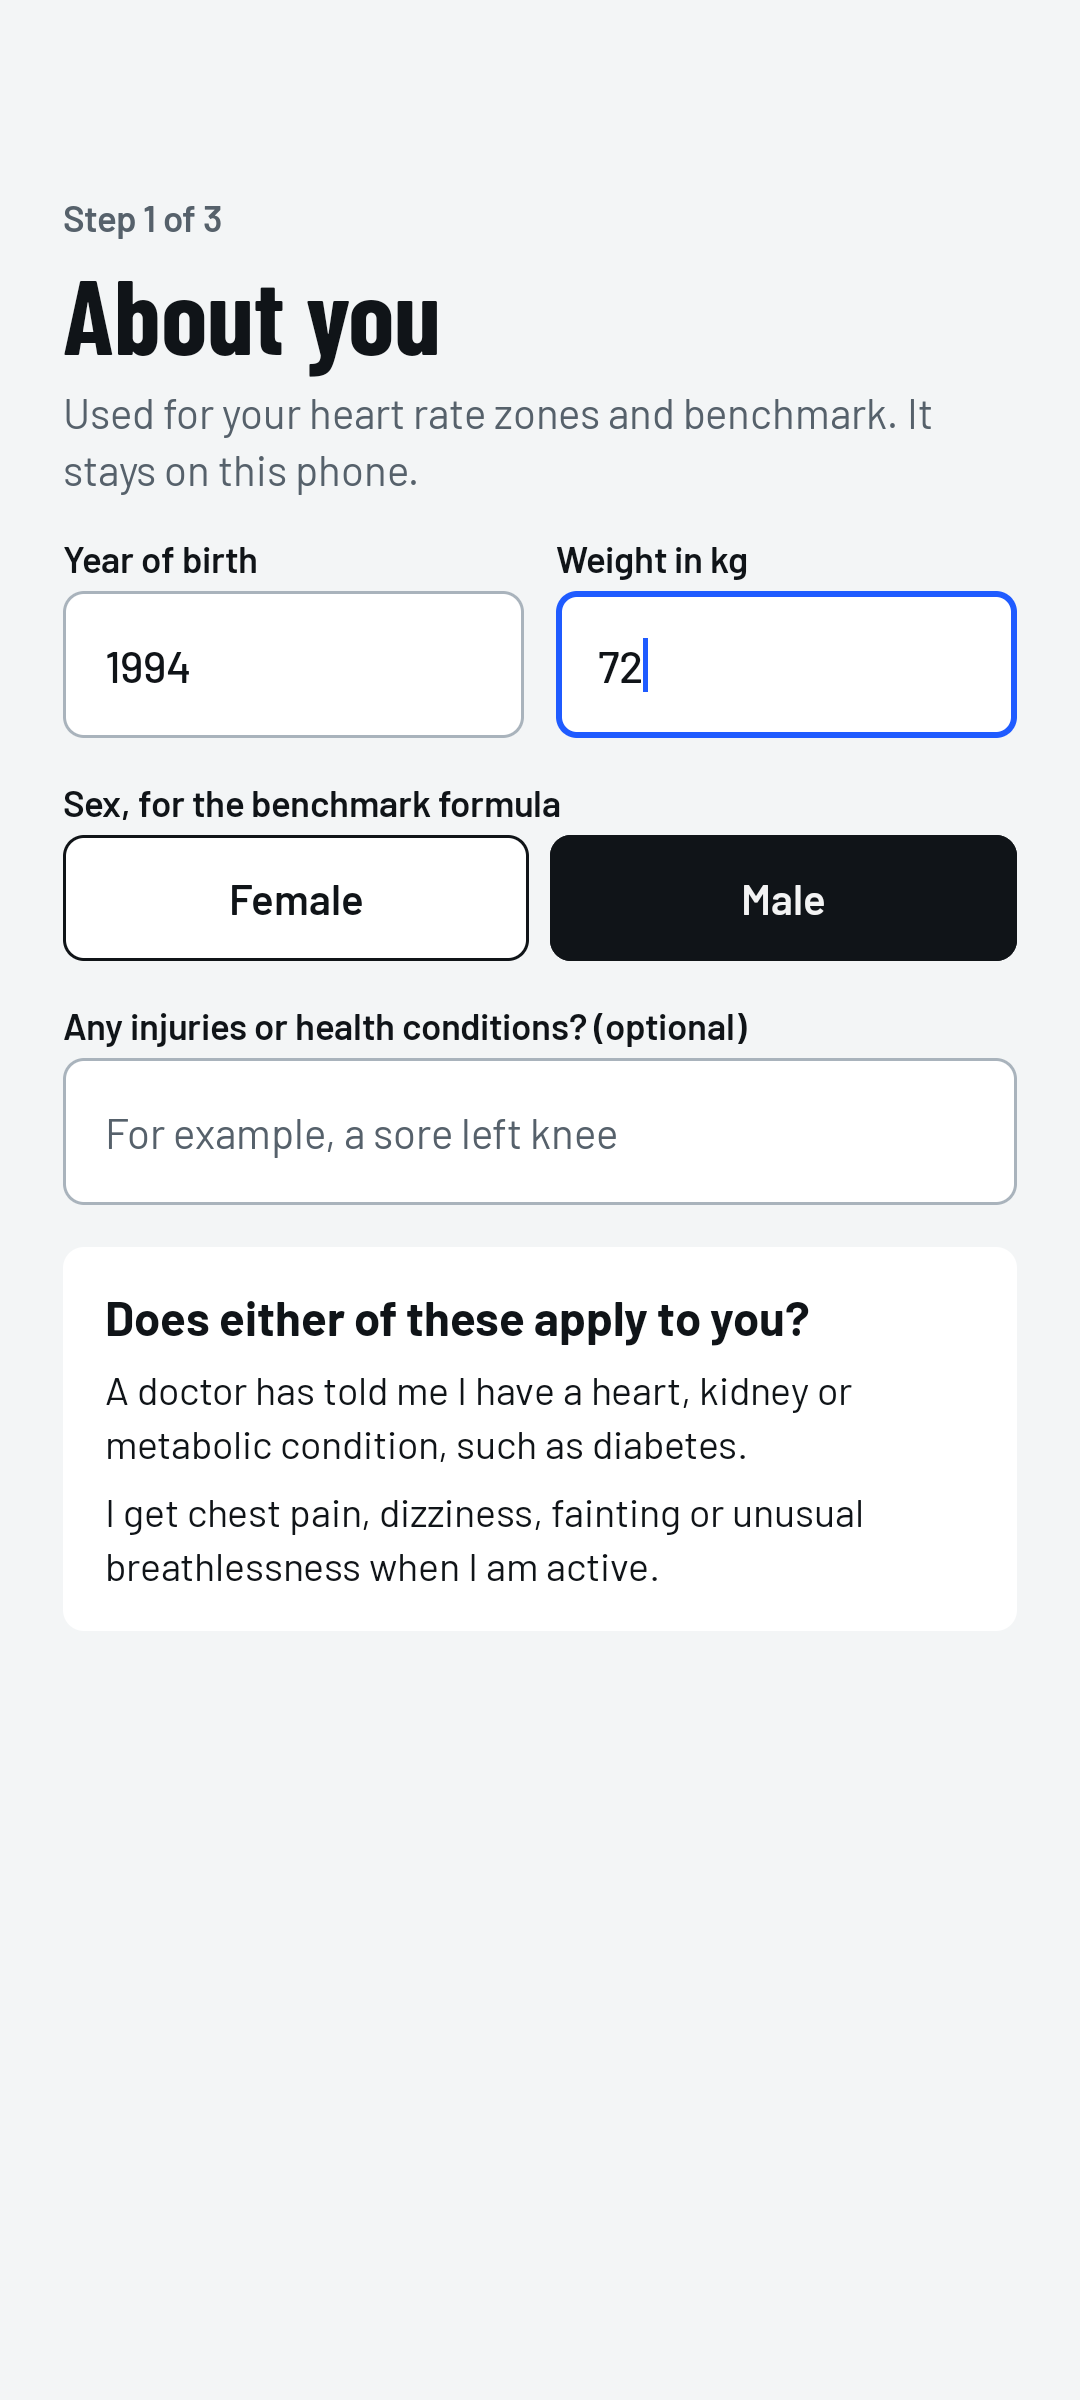 Step 1 of 3
About you
Used for your heart rate zones and benchmark. It
stays on this phone.
Year of birth
Weight in kg
1994
72
Sex, for the benchmark formula
Female
Male
Any injuries or health conditions? (optional)
For example, a sore left knee
Does either of these apply to you?
A doctor has told me I have a heart, kidney or
metabolic condition, such as diabetes.
I get chest pain, dizziness, fainting or unusual
breathlessness when I am active.